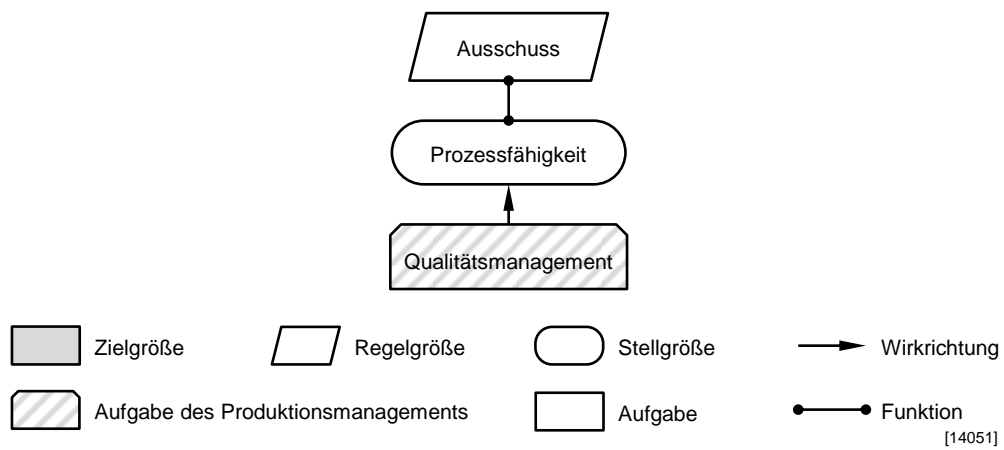 Ausschuss
Prozessfähigkeit
Qualitätsmanagement
Zielgröße
Regelgröße
Stellgröße
Wirkrichtung
Aufgabe des Produktionsmanagements
Aufgabe
Funktion
[14051]